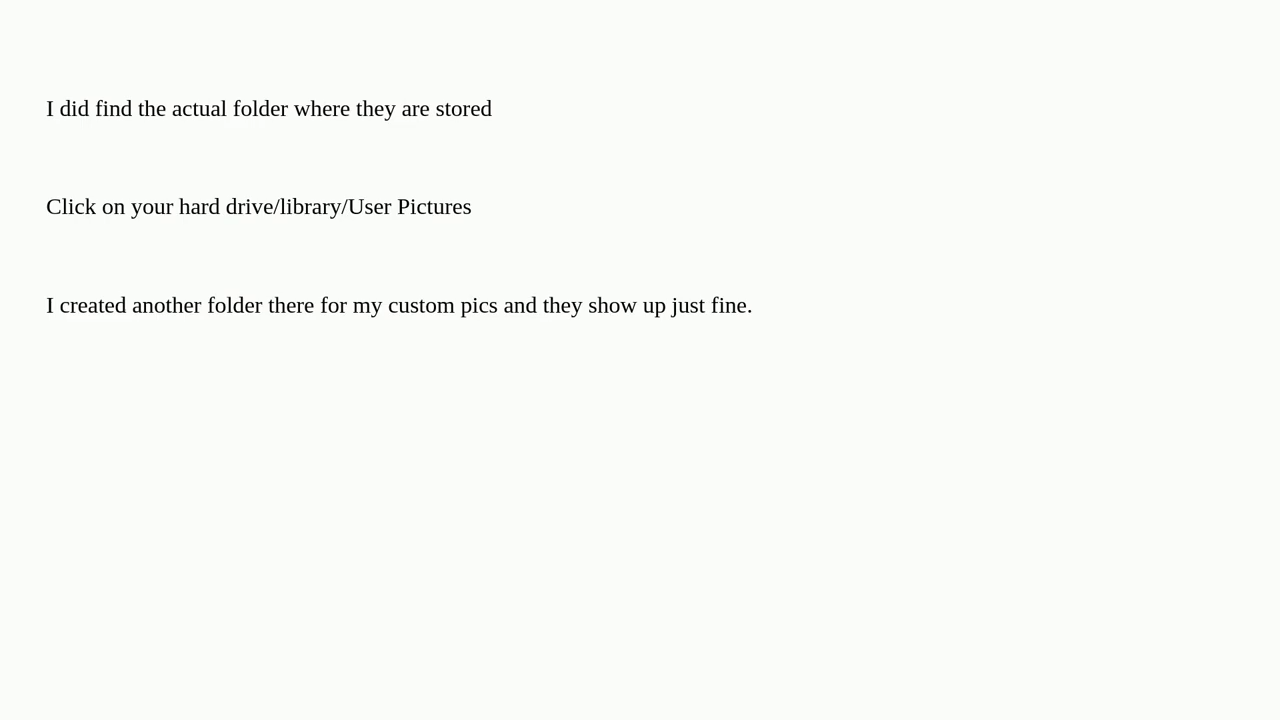 I did find the actual folder where they are stored
Click on your hard drive/library/User Pictures
I created another folder there for my custom pics and they show up just fine.